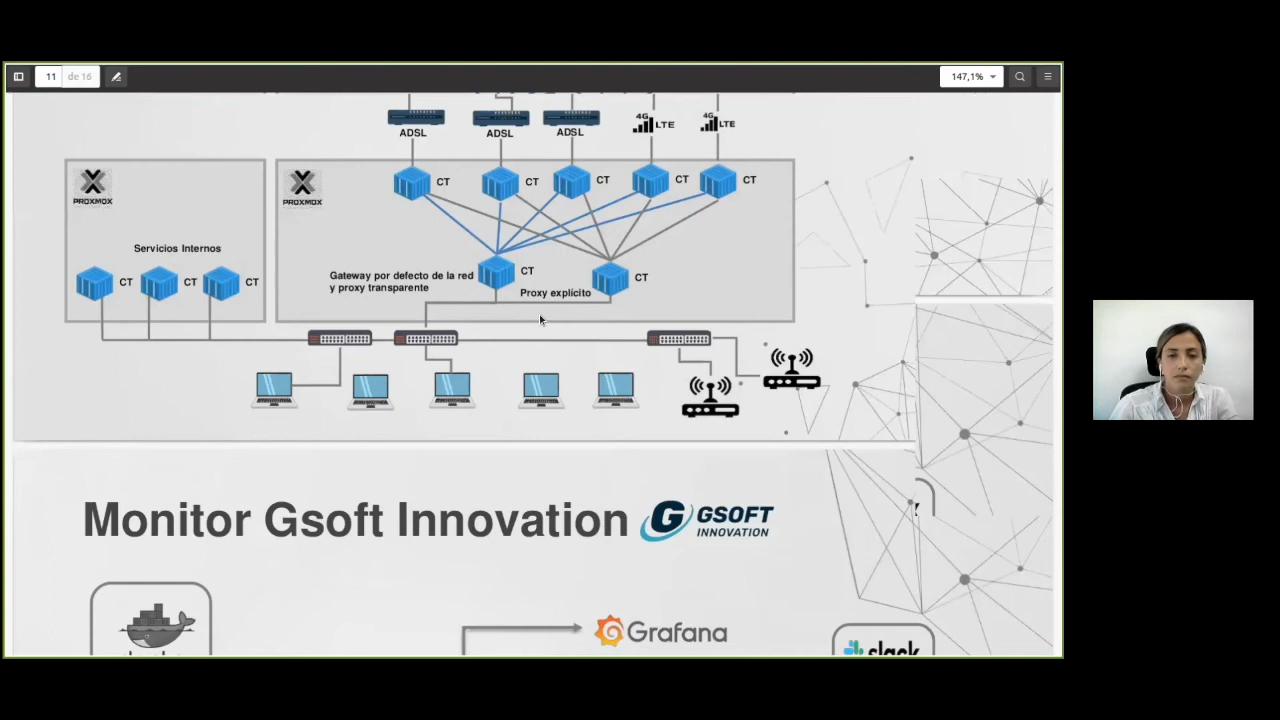 11 de 16
147,1%
ADSL
ADSL
ADSL
4G LTE
4G LTE
PROXMOX
PROXMOX
CT
CT
CT
CT
CT
Servicios Internos
CT
CT
CT
Gateway por defecto de la red
y proxy transparente
CT
Proxy explícito
CT
Monitor Gsoft Innovation
GSOFT
INNOVATION
Grafana
slack